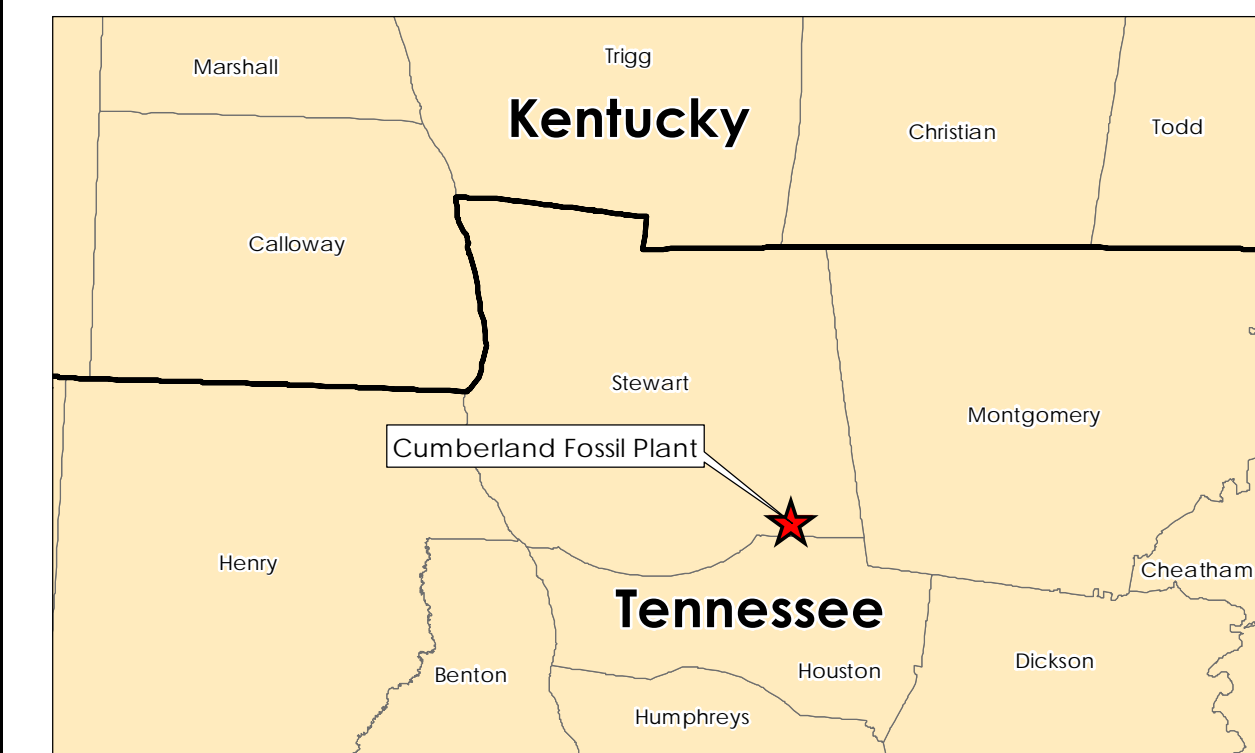 Trigg
Marshall
Kentucky
Todd
Christian
Calloway
Stewart
Montgomery
Cumberland Fossil Plant
Henry
Cheatham
Tennessee
Dickson
Houston
Benton
Humphreys